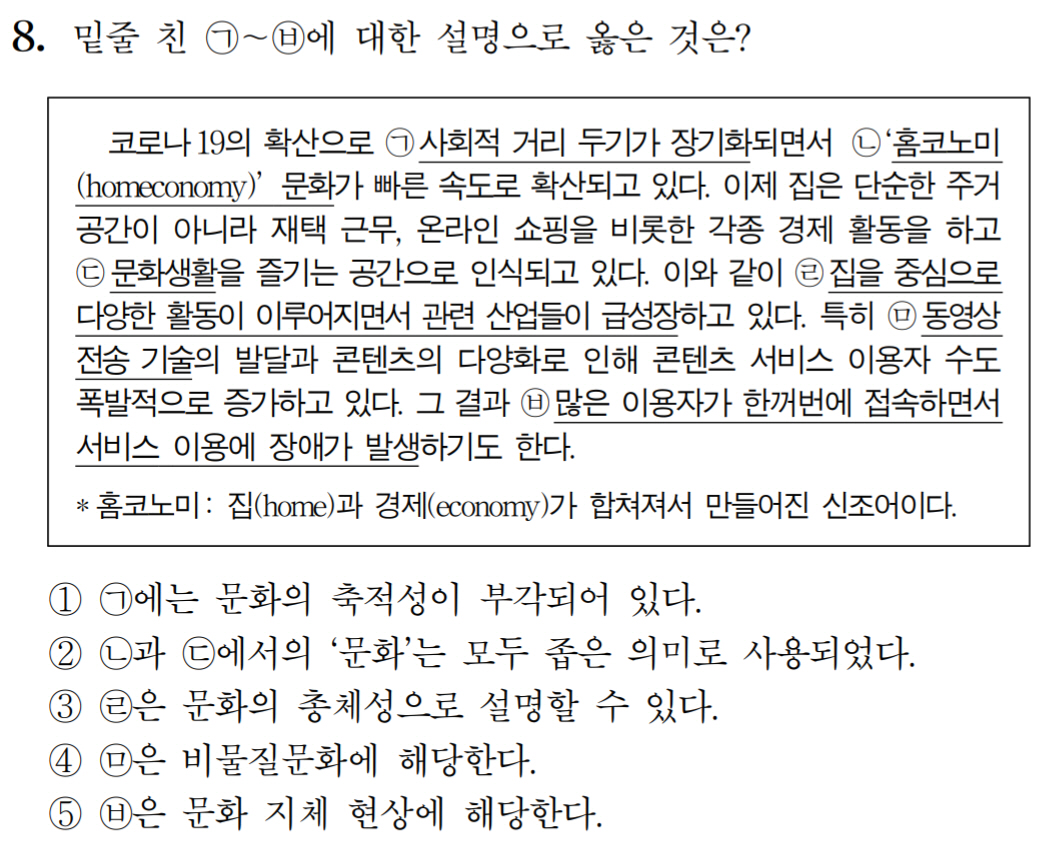 8. 밑줄 친 ㉠~㉥에 대한 설명으로 옳은 것은?
코로나 19의 확산으로 ㉠사회적 거리 두기가 장기화되면서 ㉡‘홈코노미
(homeconomy)’ 문화가 빠른 속도로 확산되고 있다. 이제 집은 단순한 주거
공간이 아니라 재택 근무, 온라인 쇼핑을 비롯한 각종 경제 활동을 하고
㉢문화생활을 즐기는 공간으로 인식되고 있다. 이와 같이 ㉣집을 중심으로
다양한 활동이 이루어지면서 관련 산업들이 급성장하고 있다. 특히 ㉤동영상
전송 기술의 발달과 콘텐츠의 다양화로 인해 콘텐츠 서비스 이용자 수도
폭발적으로 증가하고 있다. 그 결과 ㉥많은 이용자가 한꺼번에 접속하면서
서비스 이용에 장애가 발생하기도 한다.
* 홈코노미: 집(home)과 경제(economy)가 합쳐져서 만들어진 신조어이다.
① ㉠에는 문화의 축적성이 부각되어 있다.
② ㉡과 ㉢에서의 ‘문화’는 모두 좁은 의미로 사용되었다.
③ ㉣은 문화의 총체성으로 설명할 수 있다.
④ ㉤은 비물질문화에 해당한다.
⑤ ㉥은 문화 지체 현상에 해당한다.